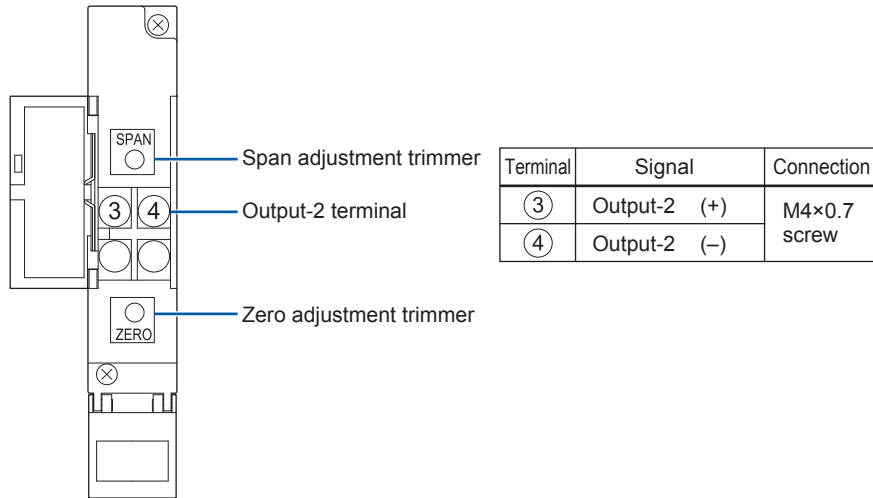 SPAN
Span adjustment trimmer
③ ④
Output-2 terminal
ZERO
Zero adjustment trimmer
Terminal Signal Connection
③ Output-2 (+) M4×0.7 screw
④ Output-2 (–)